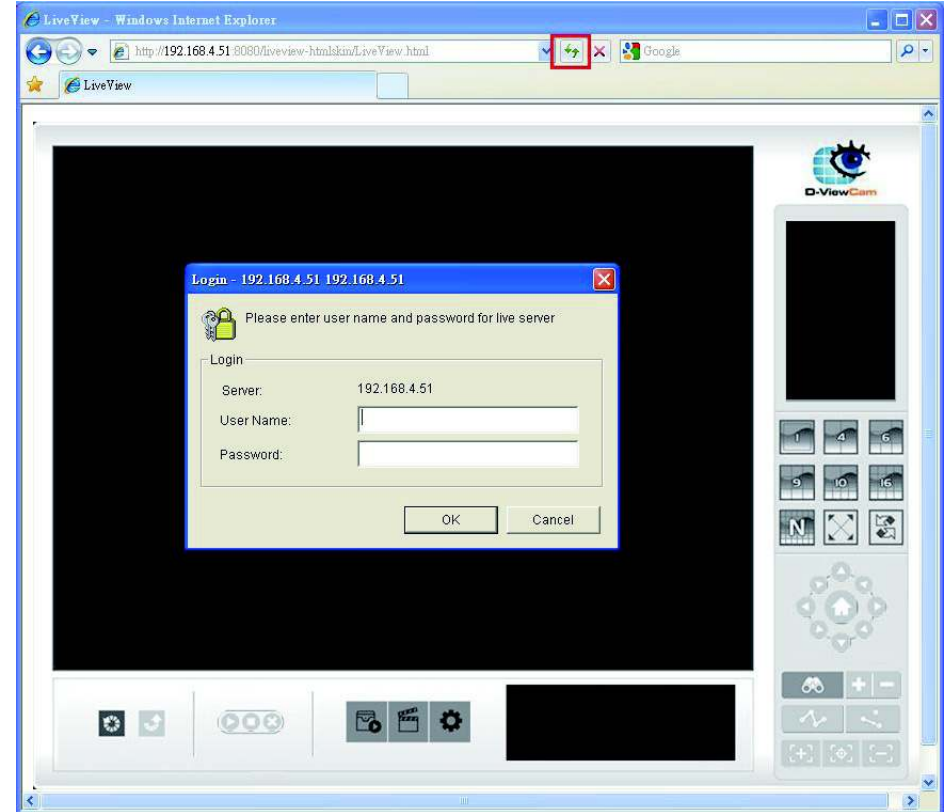 LiveView - Windows Internet Explorer
http://192.168.4.51:8080/liveview-htmlskin/LiveView.html
Google
LiveView
D-ViewCam
Login - 192.168.4.51 192.168.4.51
Please enter user name and password for live server
Login
Server: 192.168.4.51
User Name:
Password:
OK Cancel
1 4 6
9 10 16
N